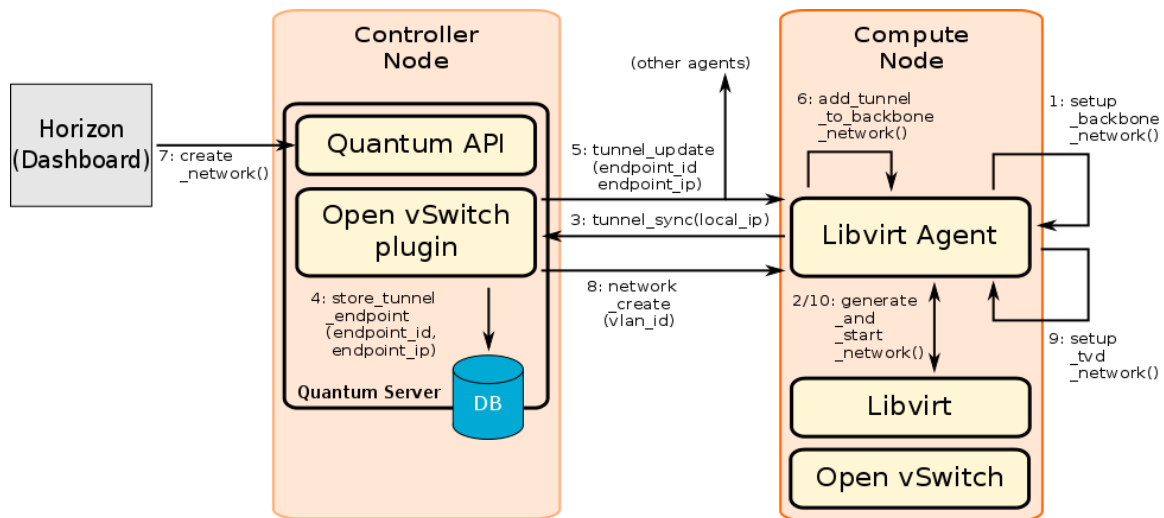 Controller
Node
Compute
Node
(other agents)
Horizon
(Dashboard)
7: create
_network()
Quantum API
Open vSwitch
plugin
4: store_tunnel
_endpoint
(endpoint_id,
endpoint_ip)
Quantum Server
DB
5: tunnel_update
(endpoint_id
endpoint_ip)
3: tunnel_sync(local_ip)
8: network
_create
(vlan_id)
6: add_tunnel
_to_backbone
_network()
1: setup
_backbone
_network()
Libvirt Agent
2/10: generate
_and
_start
_network()
9: setup
_tvd
_network()
Libvirt
Open vSwitch